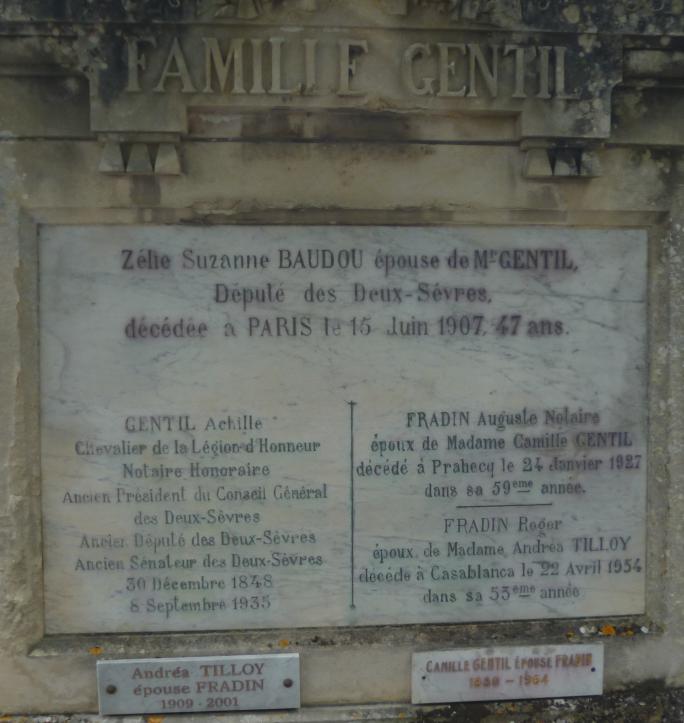 FAMILLE GENTIL
Zélie Suzanne BAUDOU épouse de Mr GENTIL,
Député des Deux-Sèvres,
décédée à PARIS le 15 Juin 1907, 47 ans.
GENTIL Achille
Chevalier de la Légion d'Honneur
Notaire Honoraire
Ancien Président du Conseil Général
des Deux-Sèvres
Ancien Député des Deux-Sèvres
Ancien Sénateur des Deux-Sèvres
30 Décembre 1848
8 Septembre 1935
FRADIN Auguste Notaire
époux de Madame Camille GENTIL
décédé à Prahecq le 24 Janvier 1927
dans sa 59ème année.
FRADIN Roger
époux de Madame Andréa TILLOY
décédé à Casablanca le 22 Avril 1954
dans sa 53ème année
Andréa TILLOY
épouse FRADIN
1909 - 2001
CAMILLE GENTIL ÉPOUSE FRADIN